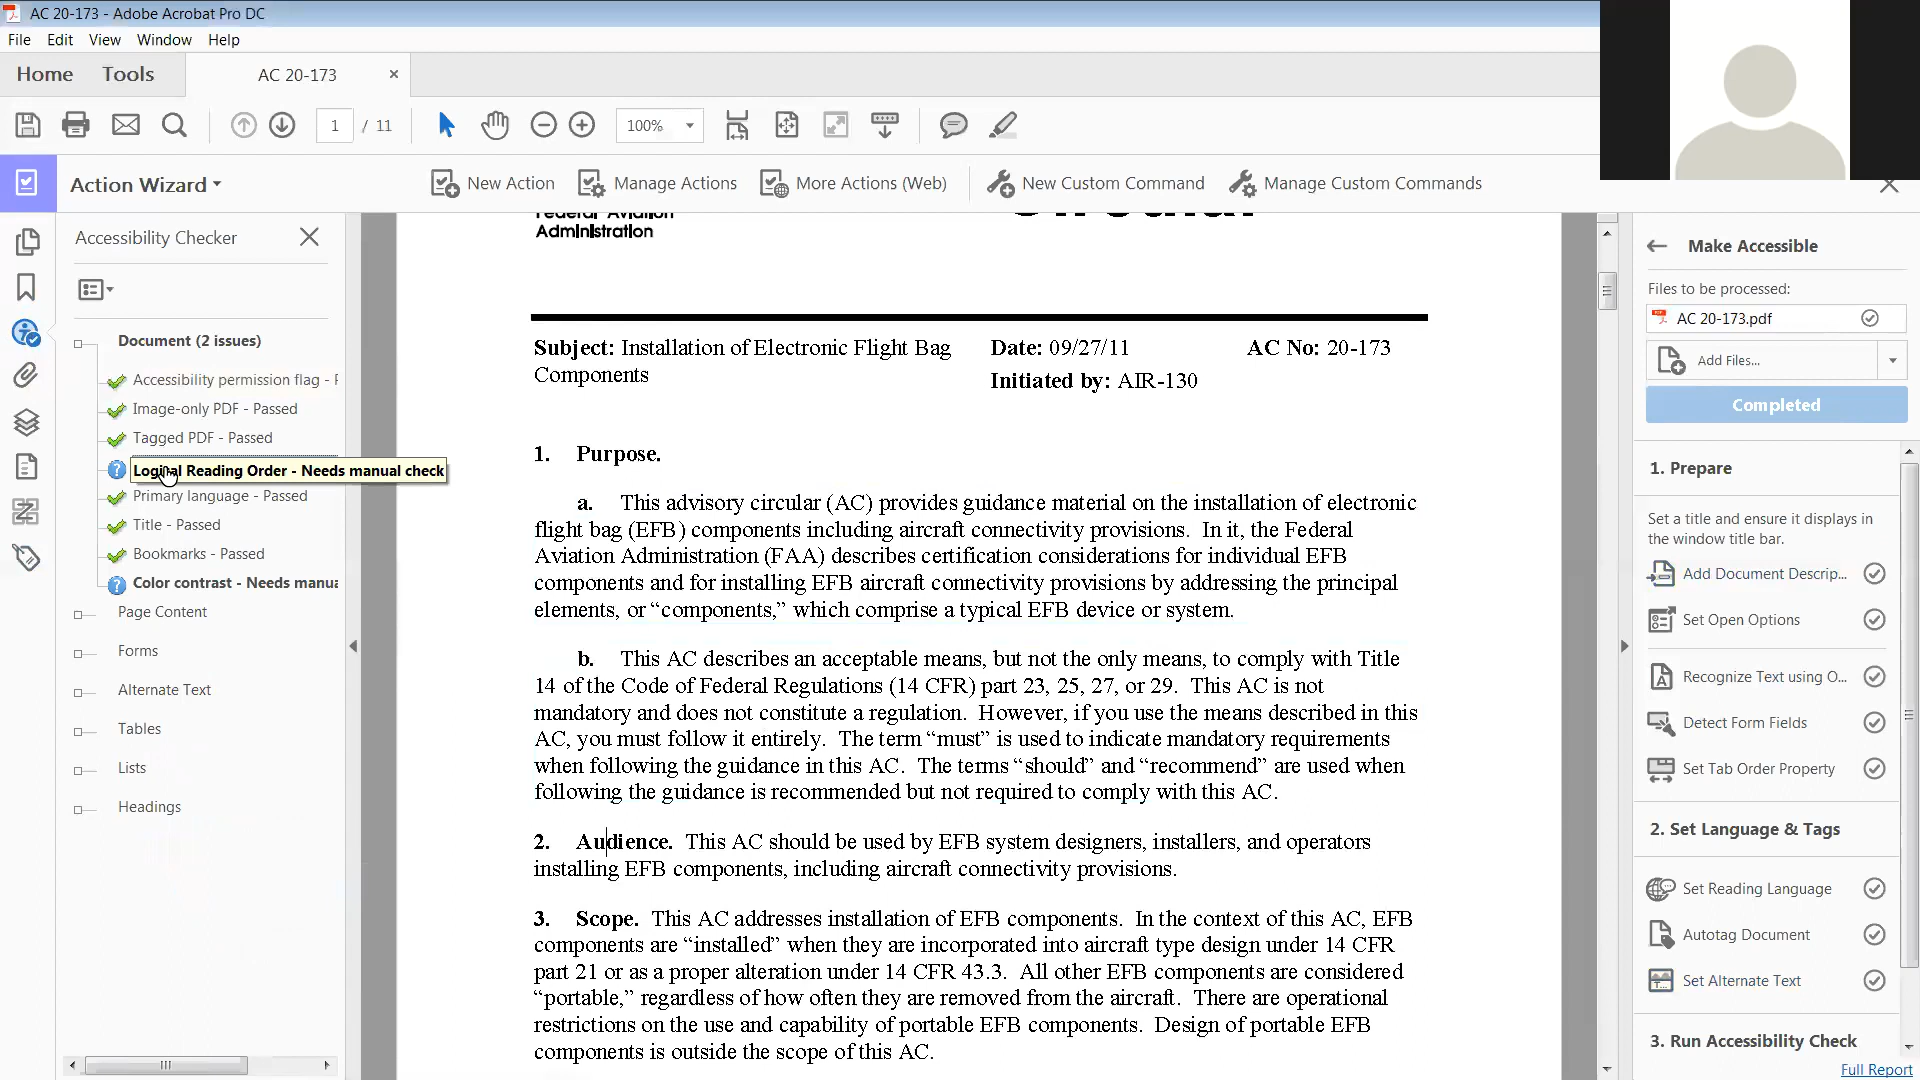 AC 20-173 - Adobe Acrobat Pro DC
File Edit View Window Help
Home Tools AC 20-173 ×
1 / 11 100%
Action Wizard New Action Manage Actions More Actions (Web) New Custom Command Manage Custom Commands
Accessibility Checker
Document (2 issues)
Accessibility permission flag -
Image-only PDF - Passed
Tagged PDF - Passed
Logical Reading Order - Needs manual check
Primary language - Passed
Title - Passed
Bookmarks - Passed
Color contrast - Needs manua
Page Content
Forms
Alternate Text
Tables
Lists
Headings
Federal Aviation
Administration
Subject: Installation of Electronic Flight Bag
Components
Date: 09/27/11
Initiated by: AIR-130
AC No: 20-173
1. Purpose.
a. This advisory circular (AC) provides guidance material on the installation of electronic
flight bag (EFB) components including aircraft connectivity provisions. In it, the Federal
Aviation Administration (FAA) describes certification considerations for individual EFB
components and for installing EFB aircraft connectivity provisions by addressing the principal
elements, or “components,” which comprise a typical EFB device or system.
b. This AC describes an acceptable means, but not the only means, to comply with Title
14 of the Code of Federal Regulations (14 CFR) part 23, 25, 27, or 29. This AC is not
mandatory and does not constitute a regulation. However, if you use the means described in this
AC, you must follow it entirely. The term “must” is used to indicate mandatory requirements
when following the guidance in this AC. The terms “should” and “recommend” are used when
following the guidance is recommended but not required to comply with this AC.
2. Audience. This AC should be used by EFB system designers, installers, and operators
installing EFB components, including aircraft connectivity provisions.
3. Scope. This AC addresses installation of EFB components. In the context of this AC, EFB
components are “installed” when they are incorporated into aircraft type design under 14 CFR
part 21 or as a proper alteration under 14 CFR 43.3. All other EFB components are considered
“portable,” regardless of how often they are removed from the aircraft. There are operational
restrictions on the use and capability of portable EFB components. Design of portable EFB
components is outside the scope of this AC.
Make Accessible
Files to be processed:
AC 20-173.pdf
Add Files...
Completed
1. Prepare
Set a title and ensure it displays in
the window title bar.
Add Document Descrip...
Set Open Options
Recognize Text using O...
Detect Form Fields
Set Tab Order Property
2. Set Language & Tags
Set Reading Language
Autotag Document
Set Alternate Text
3. Run Accessibility Check
Full Report